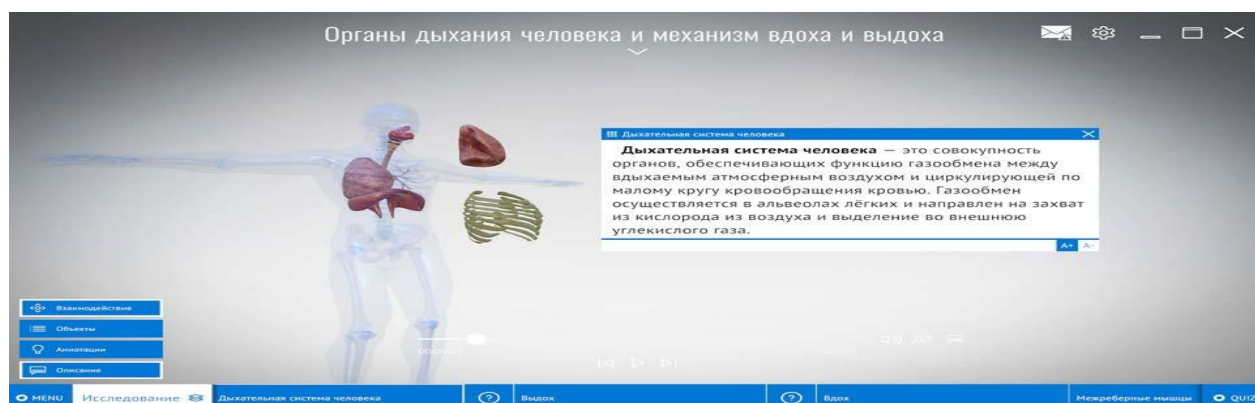 Органы дыхания человека и механизм вдоха и выдоха
Дыхательная система человека
Дыхательная система человека — это совокупность
органов, обеспечивающих функцию газообмена между
вдыхаемым атмосферным воздухом и циркулирующей по
малому кругу кровообращения кровью. Газообмен
осуществляется в альвеолах лёгких и направлен на захват
из кислорода из воздуха и выделение во внешнюю
углекислого газа.
A+ A-
Взаимодействие
Объекты
Аннотации
Описание
MENU Исследование Дыхательная система человека ? Выдох ? Вдох Межреберные мышцы QUIZ